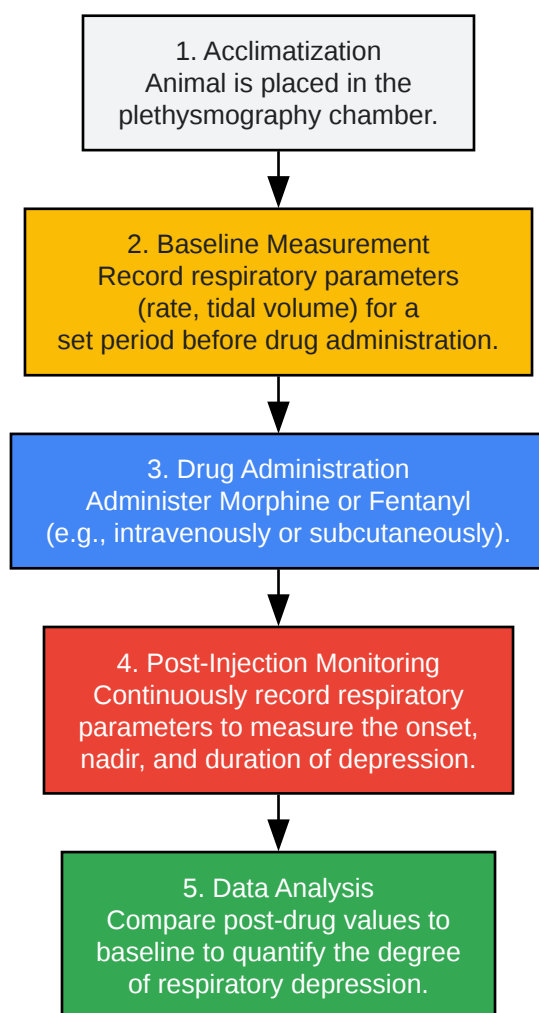 1. Acclimatization
Animal is placed in the
plethysmography chamber.
2. Baseline Measurement
Record respiratory parameters
(rate, tidal volume) for a
set period before drug administration.
3. Drug Administration
Administer Morphine or Fentanyl
(e.g., intravenously or subcutaneously).
4. Post-Injection Monitoring
Continuously record respiratory
parameters to measure the onset,
nadir, and duration of depression.
5. Data Analysis
Compare post-drug values to
baseline to quantify the degree
of respiratory depression.